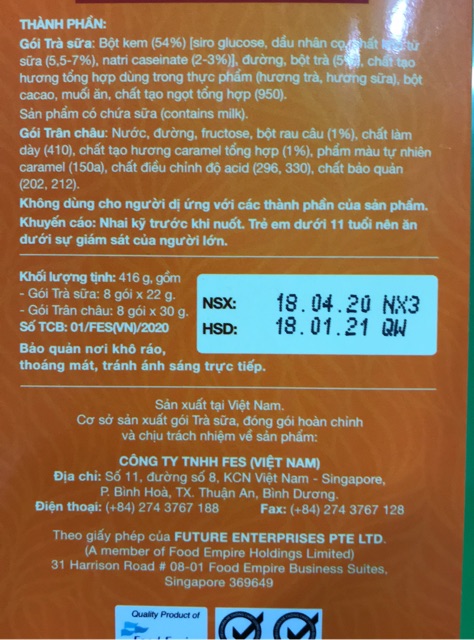 THÀNH PHẦN:
Gói Trà sữa: Bột kem (54%) [siro glucose, dầu nhân cọ, chất từ
sữa (5,5-7%), natri caseinate (2-3%)], đường, bột trà chất tạo
hương tổng hợp dùng trong thực phẩm (hương trà, hương sữa), bột
cacao, muối ăn, chất tạo ngọt tổng hợp (950).
Sản phẩm có chứa sữa (contains milk).
Gói Trân châu: Nước, đường, fructose, bột rau câu (1%), chất làm
dày (410), chất tạo hương caramel tổng hợp (1%), phẩm màu tự nhiên
caramel (150a), chất điều chỉnh độ acid (296, 330), chất bảo quản
(202, 212).
Không dùng cho người dị ứng với các thành phần của sản phẩm.
Khuyến cáo: Nhai kỹ trước khi nuốt. Trẻ em dưới 11 tuổi nên ăn
dưới sự giám sát của người lớn.
Khối lượng tịnh: 416 g, gồm
- Gói Trà sữa: 8 gói x 22 g.
- Gói Trân châu: 8 gói x 30 g.
Số TCB: 01/FES(VN)/2020
NSX: 18.04.20 NX3
HSD: 18.01.21 QW
Bảo quản nơi khô ráo,
thoáng mát, tránh ánh sáng trực tiếp.
Sản xuất tại Việt Nam.
Cơ sở sản xuất gói Trà sữa, đóng gói hoàn chỉnh
và chịu trách nhiệm về sản phẩm:
CÔNG TY TNHH FES (VIỆT NAM)
Địa chỉ: Số 11, đường số 8, KCN Việt Nam - Singapore,
P. Bình Hoà, TX. Thuận An, Bình Dương.
Điện thoại: (+84) 274 3767 188 Fax: (+84) 274 3767 128
Theo giấy phép của FUTURE ENTERPRISES PTE LTD.
(A member of Food Empire Holdings Limited)
31 Harrison Road # 08-01 Food Empire Business Suites,
Singapore 369649
Quality Product of